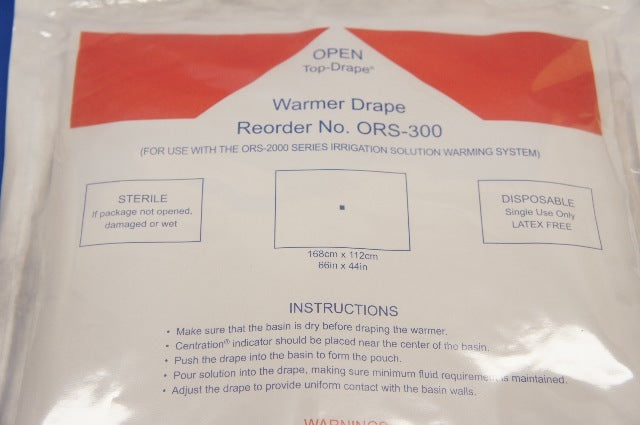 OPEN
Top-Drape®
Warmer Drape
Reorder No. ORS-300
(FOR USE WITH THE ORS-2000 SERIES IRRIGATION SOLUTION WARMING SYSTEM)
STERILE
If package not opened,
damaged or wet
168cm x 112cm
66in x 44in
DISPOSABLE
Single Use Only
LATEX FREE
INSTRUCTIONS
• Make sure that the basin is dry before draping the warmer.
• Centration® indicator should be placed near the center of the basin.
• Push the drape into the basin to form the pouch.
• Pour solution into the drape, making sure minimum fluid requirement is maintained.
• Adjust the drape to provide uniform contact with the basin walls.
WARNINGS